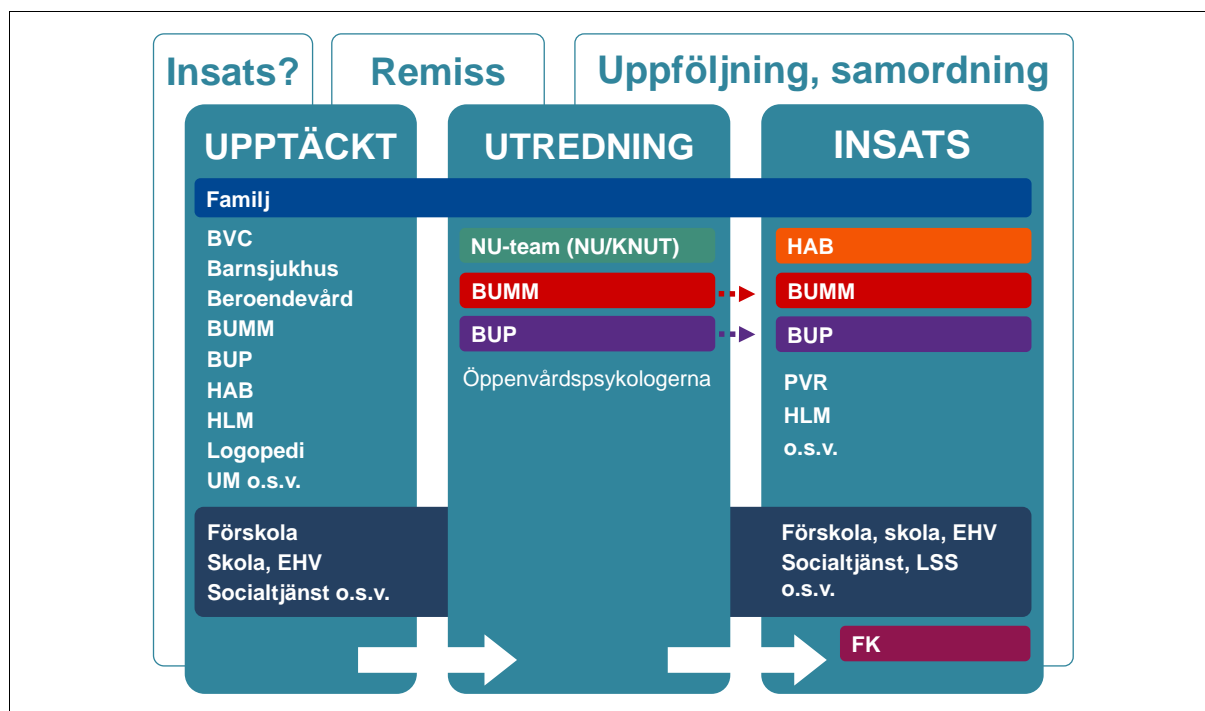 Insats?
Remiss
Uppföljning, samordning
UPPTÄCKT
UTREDNING
INSATS
Familj
BVC
Barnsjukhus
Beroendevård
BUMM
BUP
HAB
HLM
Logopedi
UM o.s.v.
Förskola
Skola, EHV
Socialtjänst o.s.v.
NU-team (NU/KNUT)
BUMM
BUP
Öppenvårdspsykologerna
HAB
BUMM
BUP
PVR
HLM
o.s.v.
Förskola, skola, EHV
Socialtjänst, LSS
o.s.v.
FK